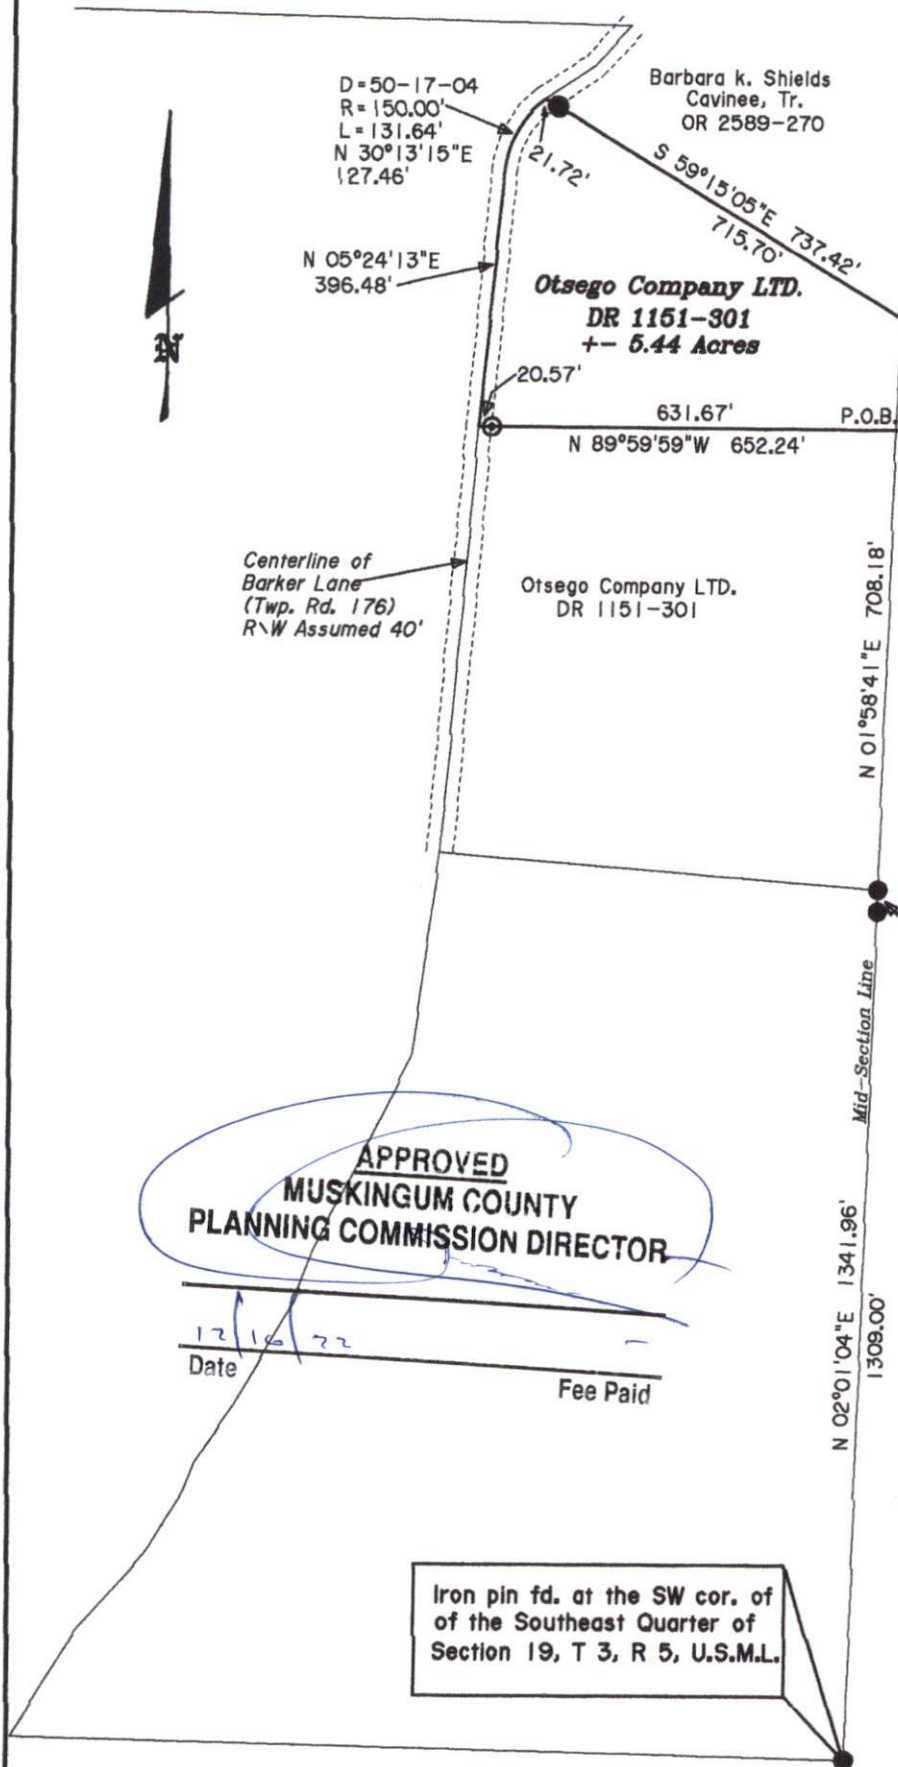 D=50-17-04
R=150.00'
L=131.64'
N 30°13'15"E
127.46'
Barbara k. Shields
Cavinee, Tr.
OR 2589-270
21.72'
S 59°15'05"E 737.42'
715.70'
N 05°24'13"E
396.48'
Otsego Company LTD.
DR 1151-301
+- 5.44 Acres
N
20.57'
631.67'
P.O.B.
N 89°59'59"W 652.24'
Centerline of
Barker Lane
(Twp. Rd. 176)
R\W Assumed 40'
Otsego Company LTD.
DR 1151-301
N 01°58'41"E 708.18'
Mid-Section Line
APPROVED
MUSKINGUM COUNTY
PLANNING COMMISSION DIRECTOR
12/16/22
Date
Fee Paid
N 02°01'04"E 1341.96'
1309.00'
Iron pin fd. at the SW cor. of
of the Southeast Quarter of
Section 19, T 3, R 5, U.S.M.L.